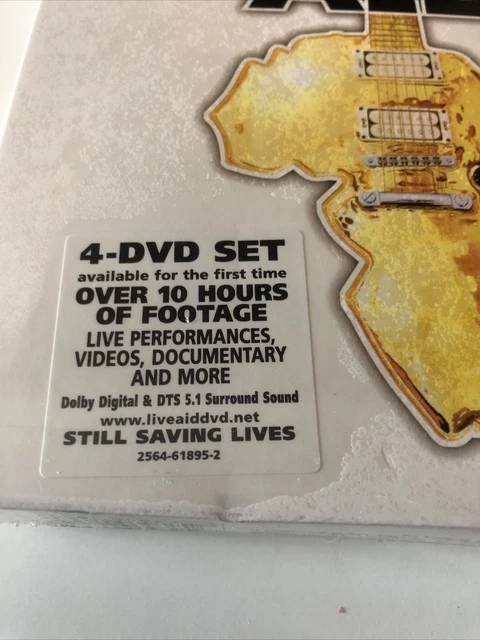 4-DVD SET
available for the first time
OVER 10 HOURS
OF FOOTAGE
LIVE PERFORMANCES,
VIDEOS, DOCUMENTARY
AND MORE
Dolby Digital & DTS 5.1 Surround Sound
www.liveaiddvd.net
STILL SAVING LIVES
2564-61895-2